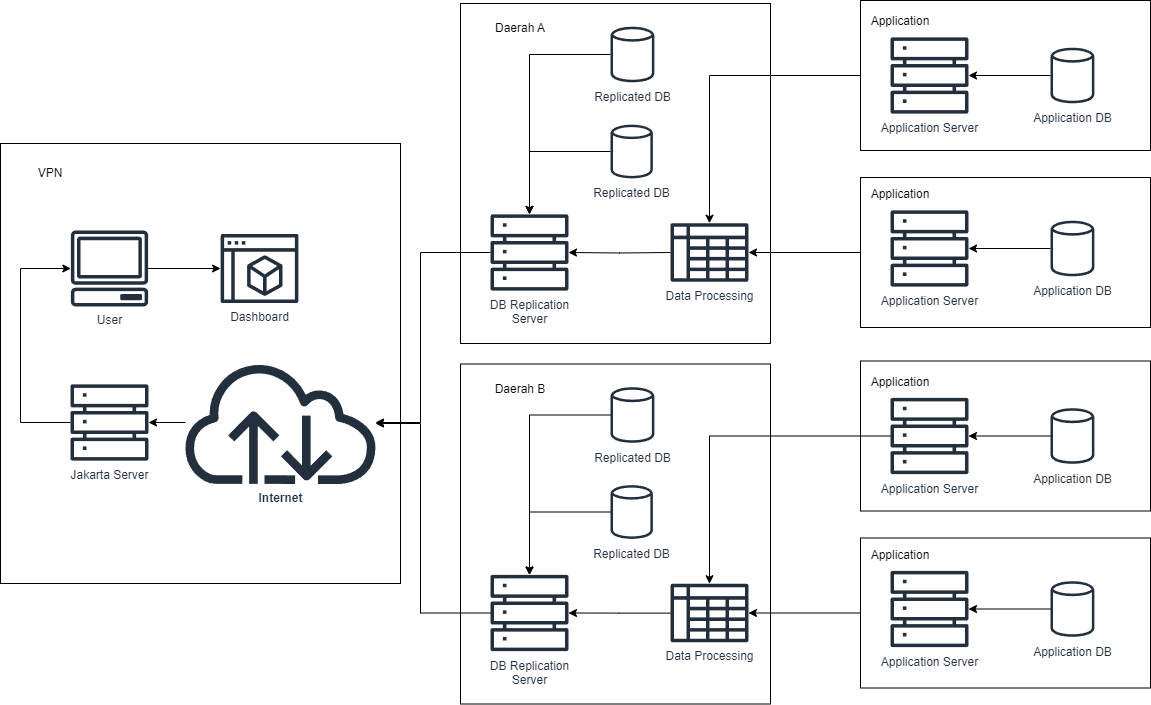 VPN
User
Dashboard
Jakarta Server
Internet
Daerah A
Replicated DB
Replicated DB
DB Replication
Server
Data Processing
Daerah B
Replicated DB
Replicated DB
DB Replication
Server
Data Processing
Application
Application Server
Application DB
Application
Application Server
Application DB
Application
Application Server
Application DB
Application
Application Server
Application DB